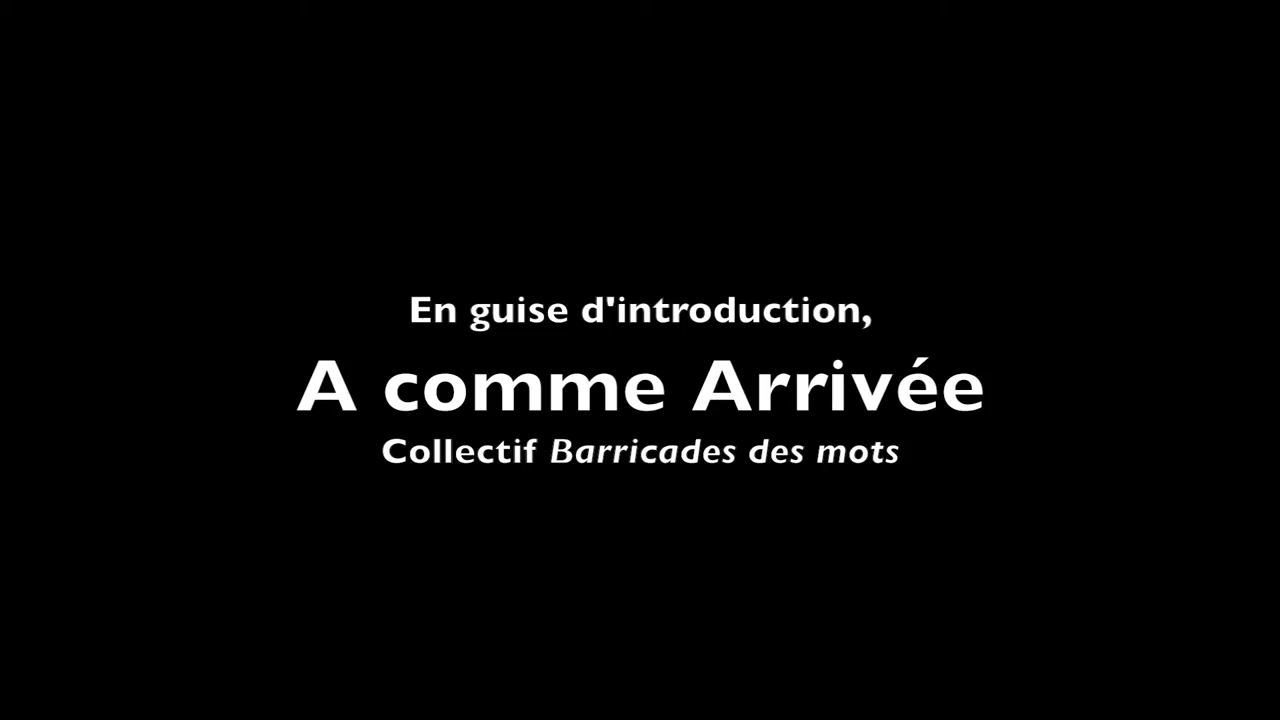 En guise d'introduction,
A comme Arrivée
Collectif Barricades des mots